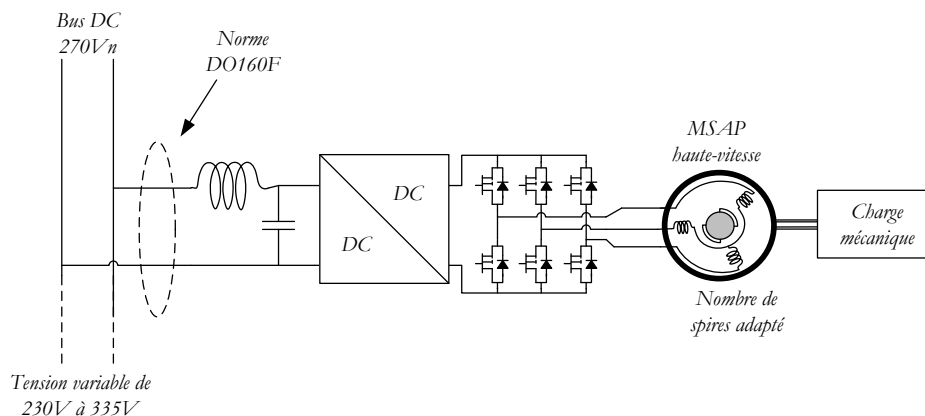 Bus DC
270Vn
Norme
DO160F
DC
DC
MSAP
haute-vitesse
Charge
mécanique
Nombre de
spires adapté
Tension variable de
230V à 335V